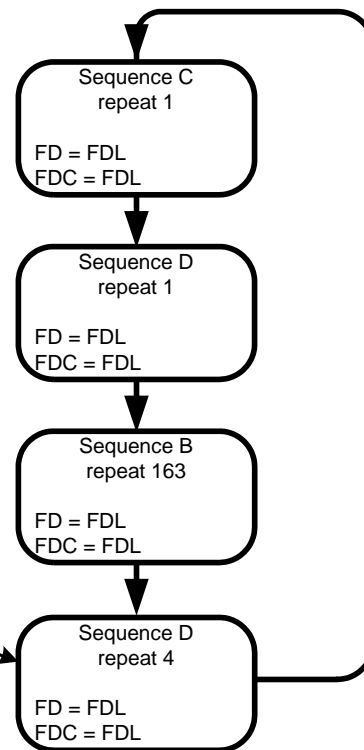 Sequence C
repeat 1
FD = FDL
FDC = FDL
Sequence D
repeat 1
FD = FDL
FDC = FDL
Sequence B
repeat 163
FD = FDL
FDC = FDL
Sequence D
repeat 4
FD = FDL
FDC = FDL